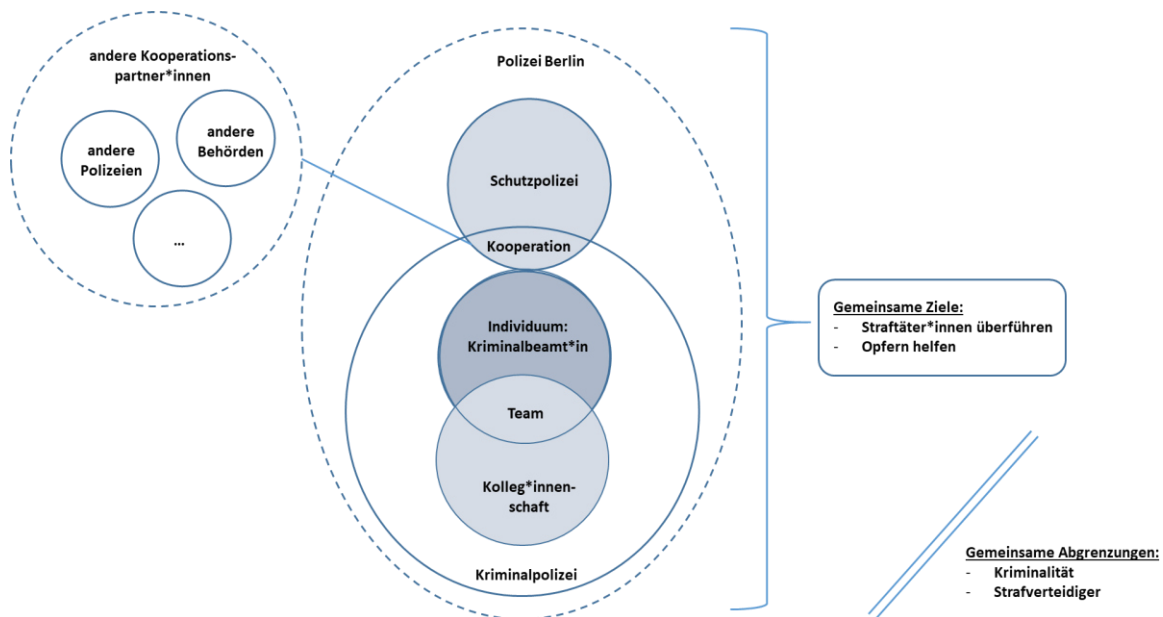 andere Kooperations-
partner*innen
andere
Polizeien
andere
Behörden
...
Polizei Berlin
Schutzpolizei
Kooperation
Individuum:
Kriminalbeamt*in
Team
Kolleg*innen-
schaft
Kriminalpolizei
Gemeinsame Ziele:
- Straftäter*innen überführen
- Opfern helfen
Gemeinsame Abgrenzungen:
- Kriminalität
- Strafverteidiger